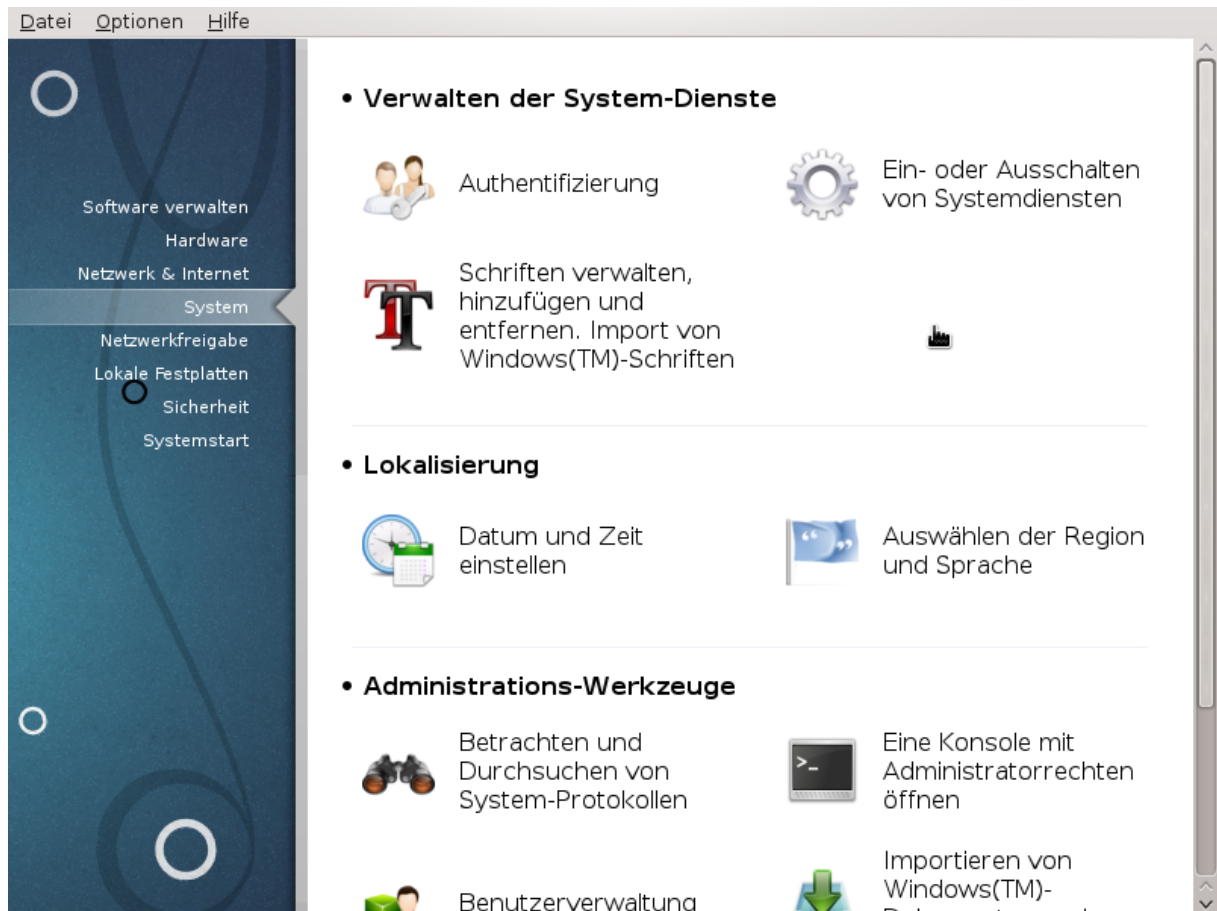 Datei Optionen Hilfe
Software verwalten
Hardware
Netzwerk & Internet
System
Netzwerkfreigabe
Lokale Festplatten
Sicherheit
Systemstart
• Verwalten der System-Dienste
Authentifizierung
Ein- oder Ausschalten
von Systemdiensten
Schriften verwalten,
hinzufügen und
entfernen. Import von
Windows(TM)-Schriften
• Lokalisierung
Datum und Zeit
einstellen
Auswählen der Region
und Sprache
• Administrations-Werkzeuge
Betrachten und
Durchsuchen von
System-Protokollen
Eine Konsole mit
Administratorrechten
öffnen
Benutzerverwaltung
Importieren von
Windows(TM)-